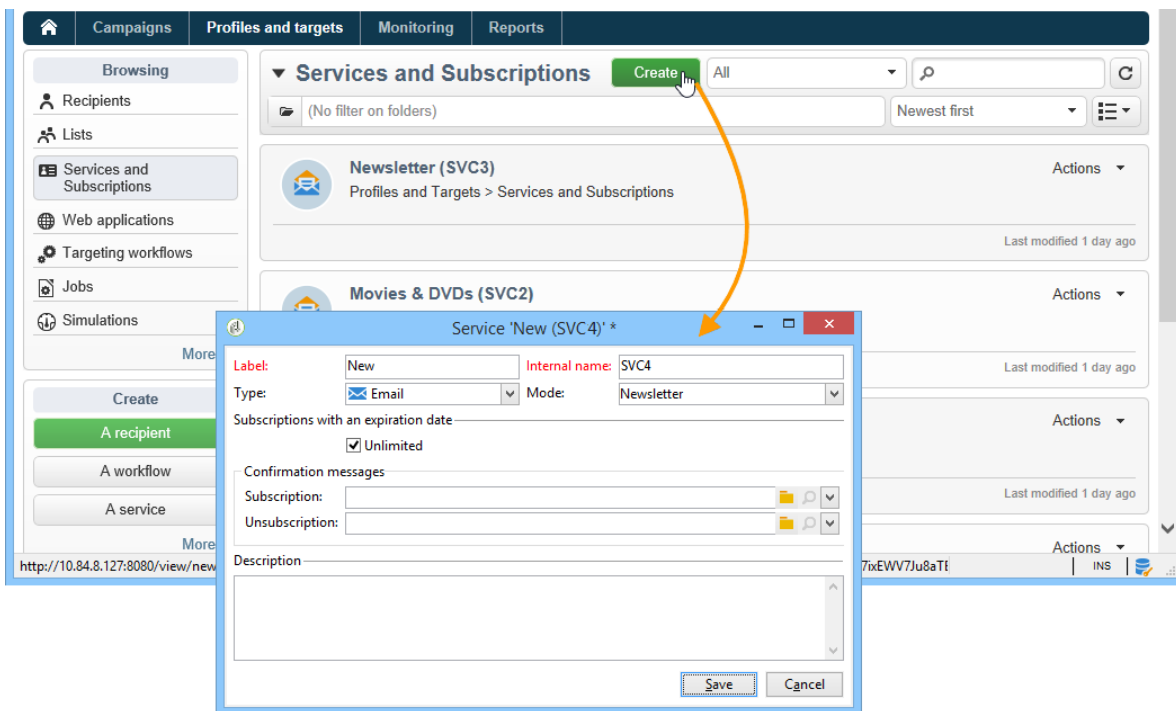 Campaigns
Profiles and targets
Monitoring
Reports
Browsing
Recipients
Lists
Services and
Subscriptions
Web applications
Targeting workflows
Jobs
Simulations
More
Create
A recipient
A workflow
A service
More
Services and Subscriptions
Create
All
(No filter on folders)
Newest first
Newsletter (SVC3)
Actions
Profiles and Targets > Services and Subscriptions
Last modified 1 day ago
Movies & DVDs (SVC2)
Actions
Last modified 1 day ago
Actions
Last modified 1 day ago
Actions
Service 'New (SVC4)' *
Label: New Internal name: SVC4
Type: Email Mode: Newsletter
Subscriptions with an expiration date
Unlimited
Confirmation messages
Subscription:
Unsubscription:
Description
Save Cancel
http://10.84.8.127:8080/view/new
INS